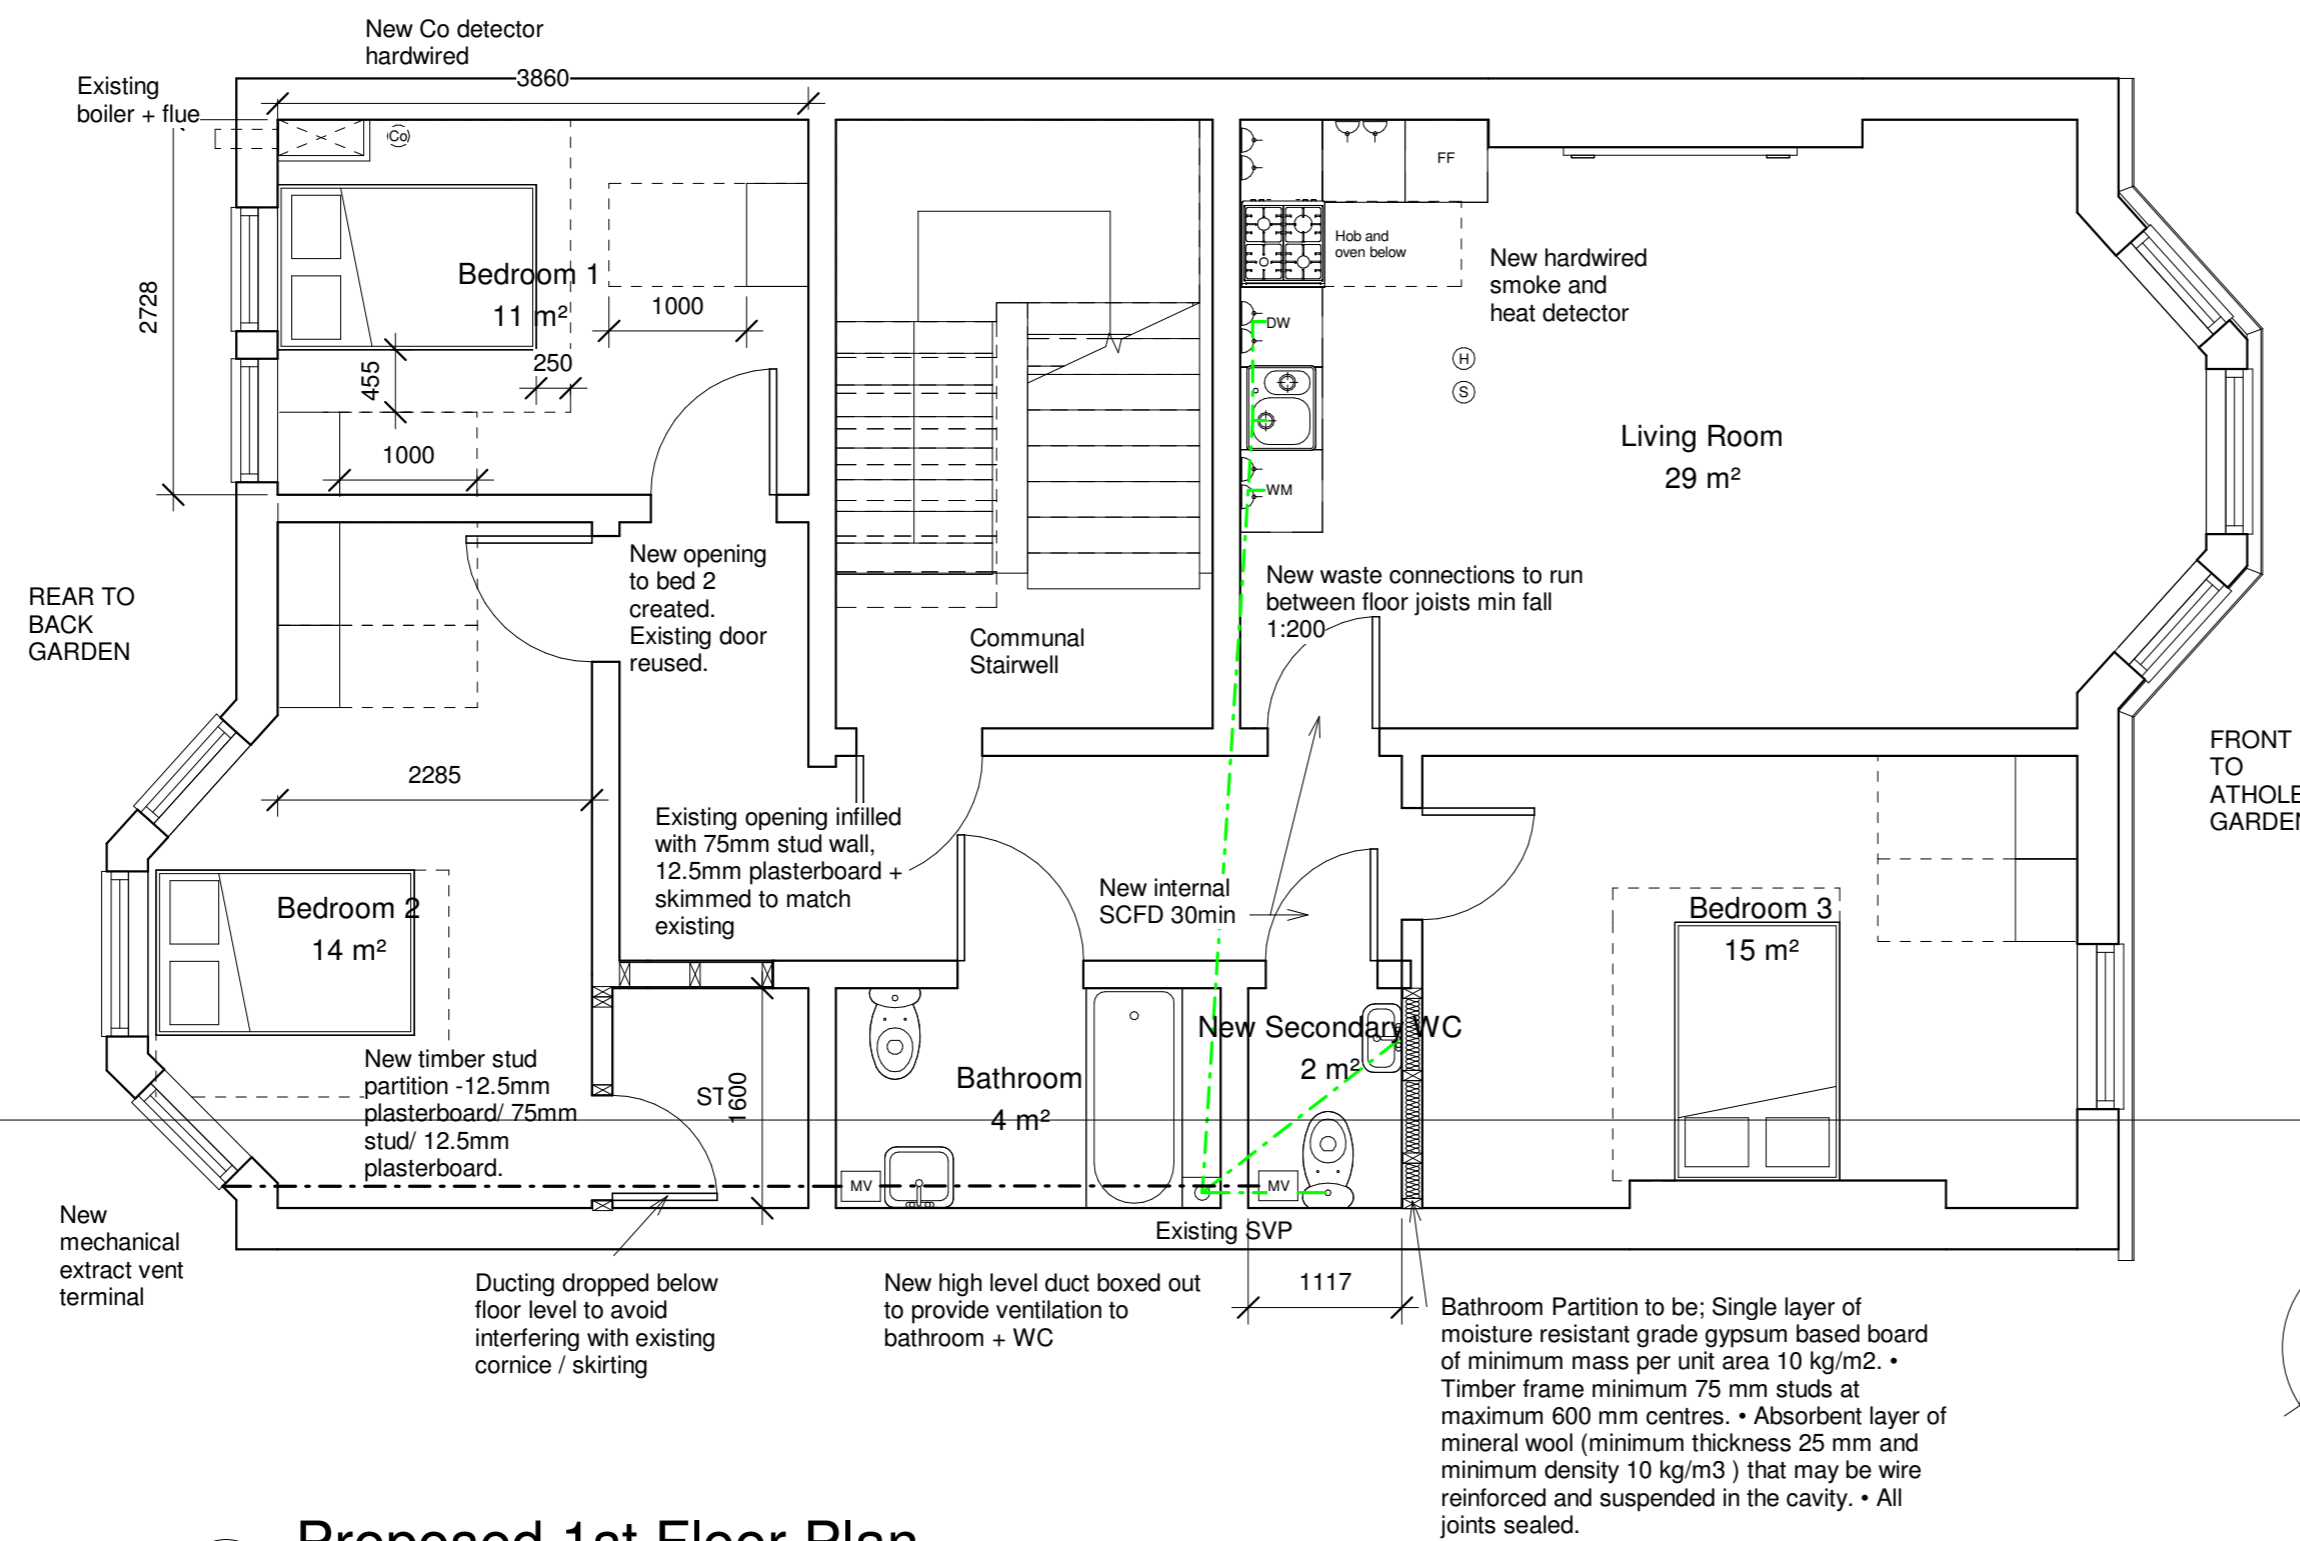 New Co detector
hardwired
3860
Existing
boiler + flue
Co
FF
Hob and
oven below
New hardwired
smoke and
heat detector
Bedroom 1
11 m²
1000
2728
DW
H
S
250
455
Living Room
29 m²
1000
WM
New opening
to bed 2
created.
Existing door
reused.
New waste connections to run
between floor joists min fall
1:200
REAR TO
BACK
GARDEN
Communal
Stairwell
FRONT
TO
2285
Existing opening infilled
with 75mm stud wall,
12.5mm plasterboard +
skimmed to match
existing
New internal
SCFD 30min
Bedroom 2
14 m²
Bedroom 3
15 m²
New Secondary WC
2 m²
New timber stud
partition -12.5mm
plasterboard/ 75mm
stud/ 12.5mm
plasterboard.
ST
1600
Bathroom
4 m²
MV
MV
New
mechanical
extract vent
terminal
Existing SVP
1117
Ducting dropped below
floor level to avoid
interfering with existing
cornice / skirting
New high level duct boxed out
to provide ventilation to
bathroom + WC
Bathroom Partition to be; Single layer of
moisture resistant grade gypsum based board
of minimum mass per unit area 10 kg/m2. •
Timber frame minimum 75 mm studs at
maximum 600 mm centres. • Absorbent layer of
mineral wool (minimum thickness 25 mm and
minimum density 10 kg/m3 ) that may be wire
reinforced and suspended in the cavity. • All
joints sealed.
Proposed 1st Floor Plan